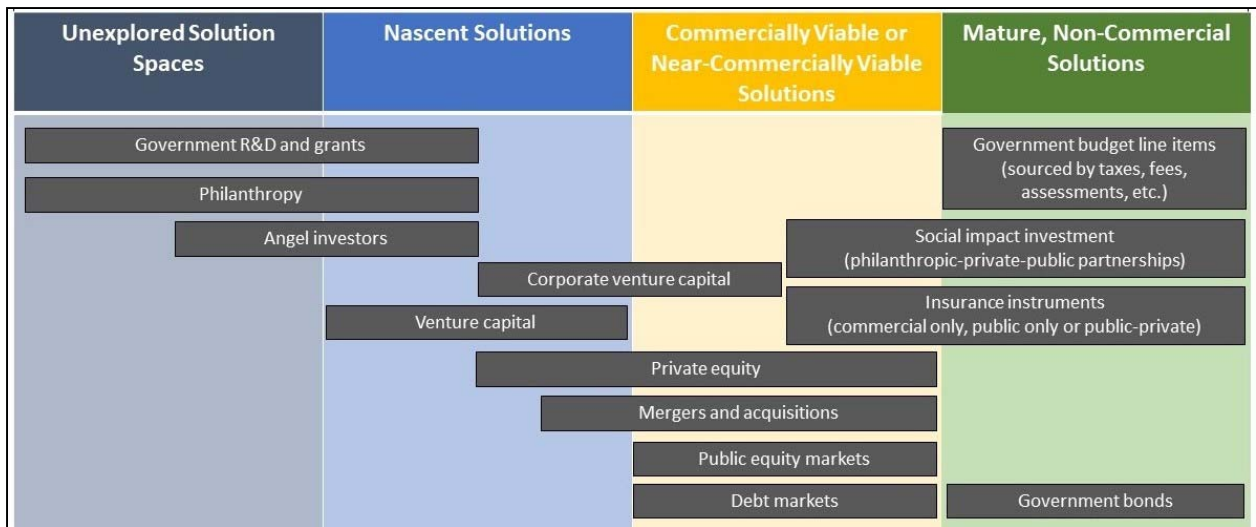 Unexplored Solution
Spaces
Nascent Solutions
Commercially Viable or
Near-Commercially Viable
Solutions
Mature, Non-Commercial
Solutions
Government R&D and grants
Government budget line items
(sourced by taxes, fees,
assessments, etc.)
Philanthropy
Angel investors
Social impact investment
(philanthropic-private-public partnerships)
Corporate venture capital
Insurance instruments
(commercial only, public only or public-private)
Venture capital
Private equity
Mergers and acquisitions
Public equity markets
Debt markets
Government bonds